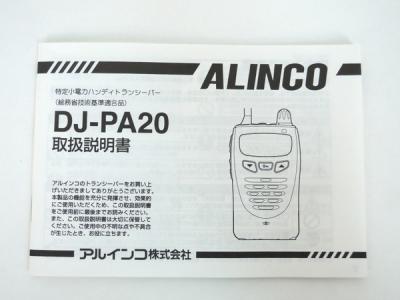 ALINCO
特定小電力ハンディトランシーバー
(総務省技術基準適合品)
DJ-PA20
取扱説明書
アルインコのトランシーバーをお買い上
げいただきましてありがとうございます。
本製品の機能を充分に発揮させ、効果的
にご使用いただくため、この取扱説明書
をご使用前に最後までお読みください。
また、この取扱説明書は大切に保管して
ください。ご使用中の不明な点や不具合
が生じたとき、お役に立ちます。
アルインコ株式会社